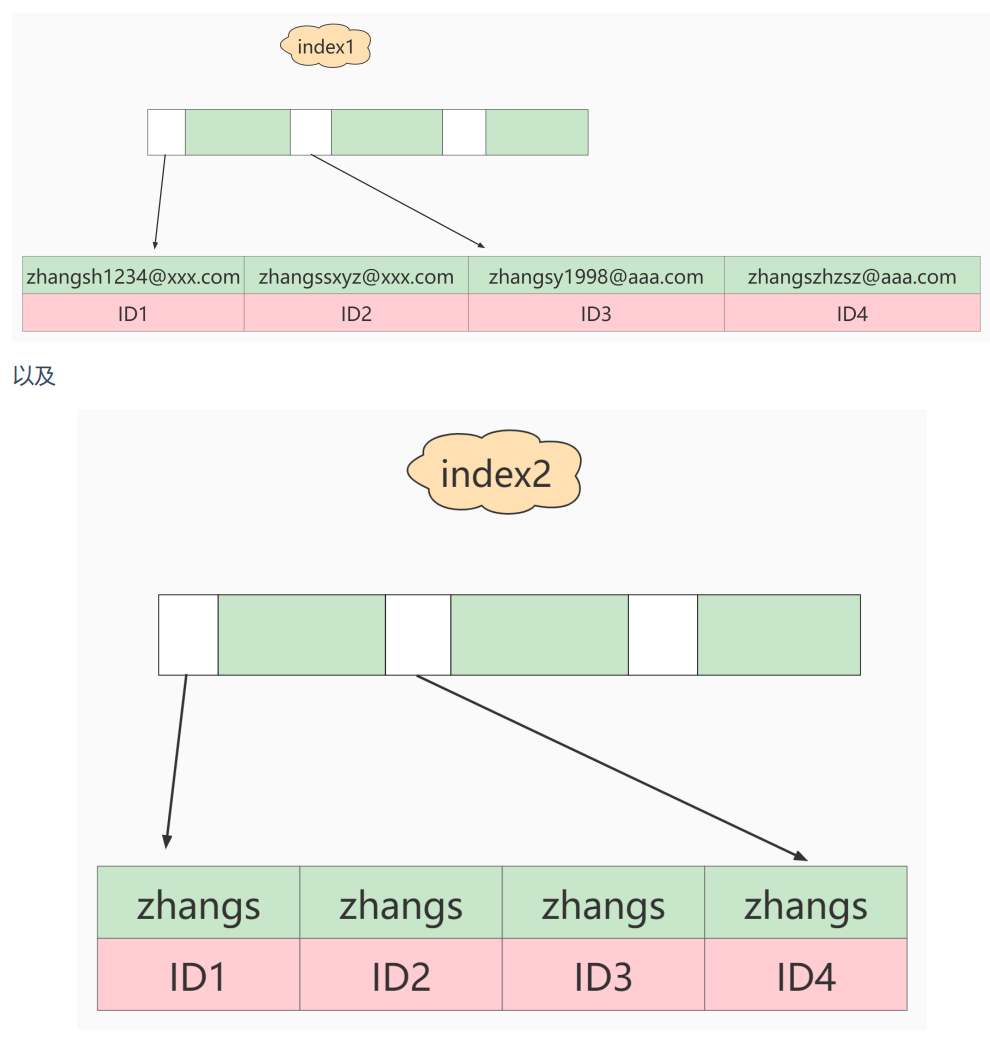 index1
zhangsh1234@xxx.com zhangssxyz@xxx.com zhangsy1998@aaa.com zhangszhzsz@aaa.com
ID1 ID2 ID3 ID4
以及
index2
zhangs zhangs zhangs zhangs
ID1 ID2 ID3 ID4